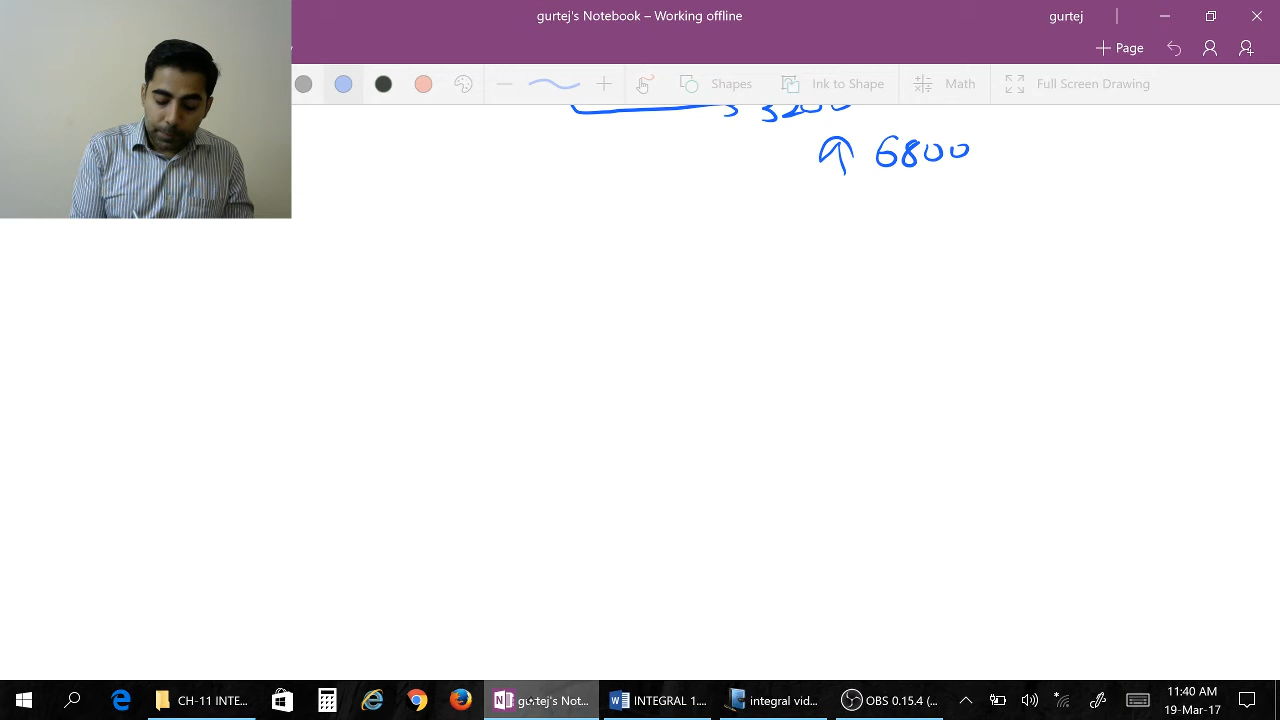 gurtej's Notebook – Working offline
gurtej
Page
Shapes
Ink to Shape
Math
Full Screen Drawing
6800
CH-11 INTE...
gurtej's Not...
INTEGRAL 1....
integral vid...
OBS 0.15.4 (...
11:40 AM
19-Mar-17